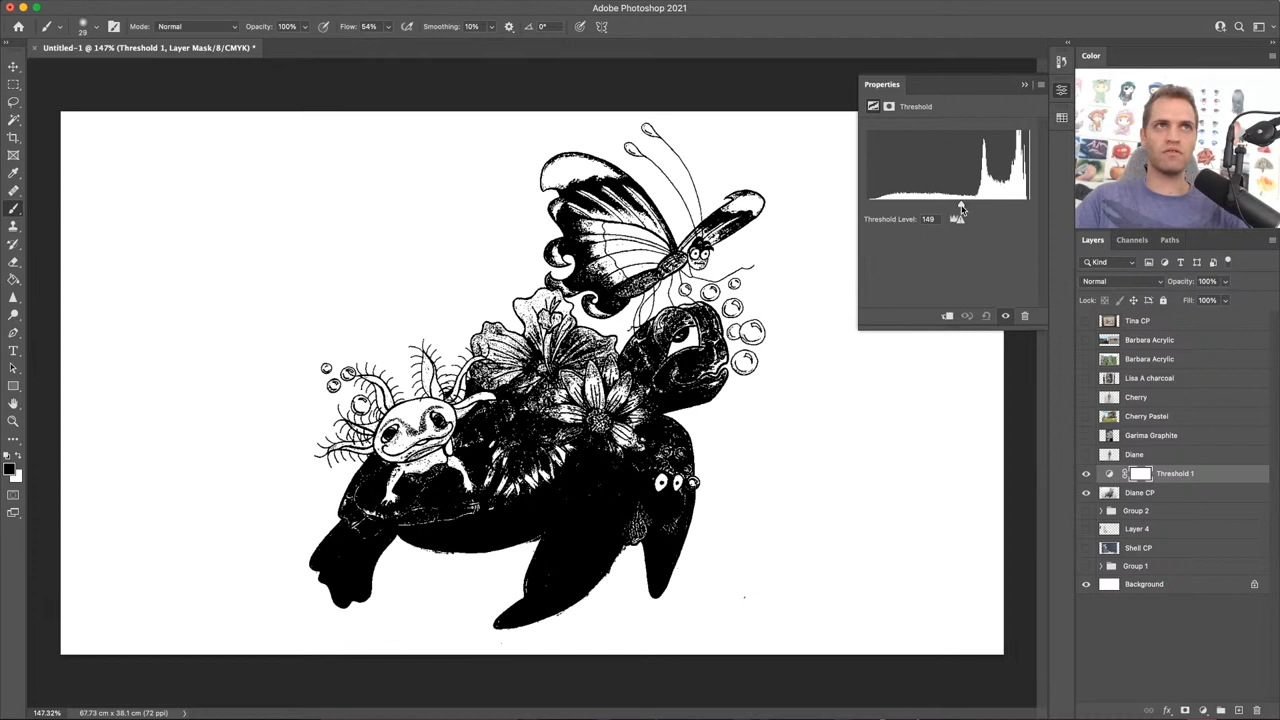 Adobe Photoshop 2021
29 Mode: Normal Opacity: 100% Flow: 54% Smoothing: 10% 0°
Untitled-1 @ 147% (Threshold 1, Layer Mask/8/CMYK) *
Color
Properties
Threshold
Threshold Level: 149
Layers Channels Paths
Kind
Normal Opacity: 100%
Lock: Fill: 100%
Tina CP
Barbara Acrylic
Barbara Acrylic
Lisa A charcoal
Cherry
Cherry Pastel
Garima Graphite
Diane
Threshold 1
Diane CP
Group 2
Layer 4
Shell CP
Group 1
Background
147.32% 67.73 cm x 38.1 cm (72 ppi)